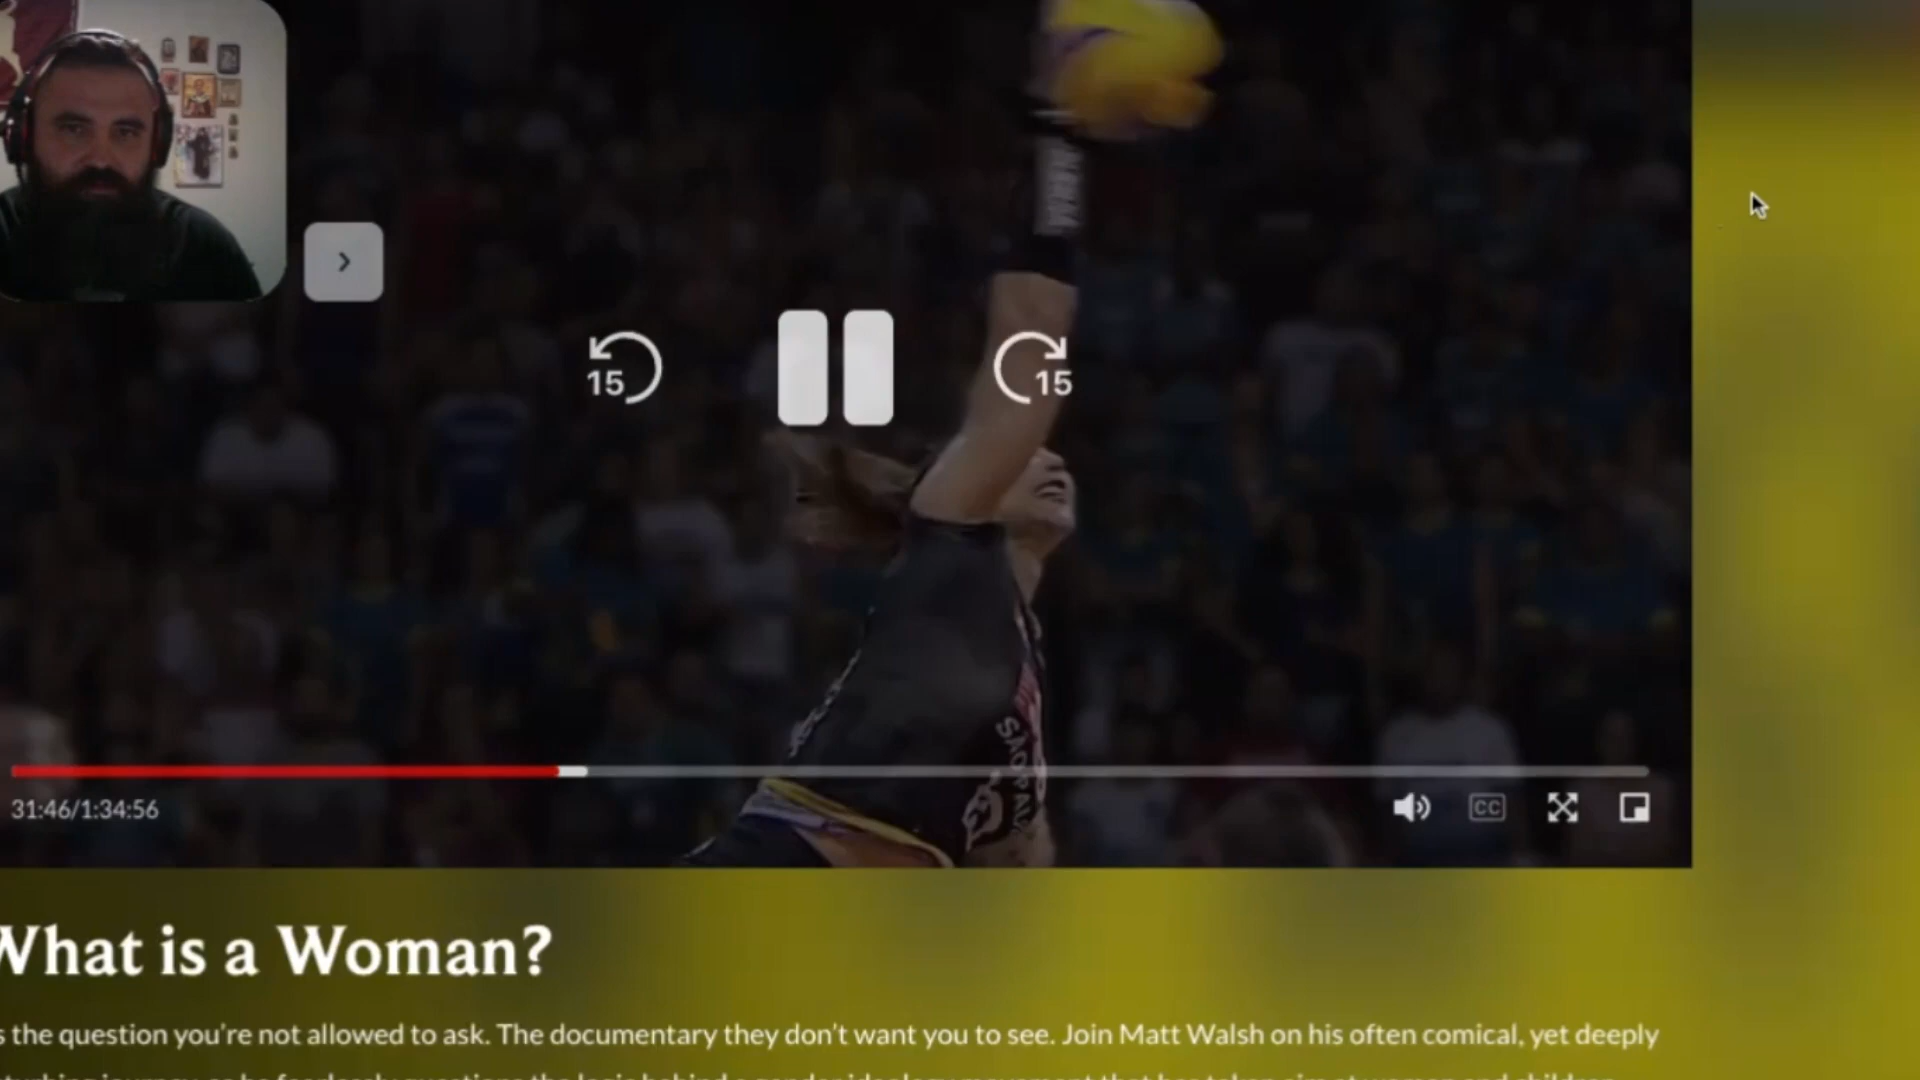 15
15
31:46/1:34:56
CC
What is a Woman?
s the question you're not allowed to ask. The documentary they don't want you to see. Join Matt Walsh on his often comical, yet deeply